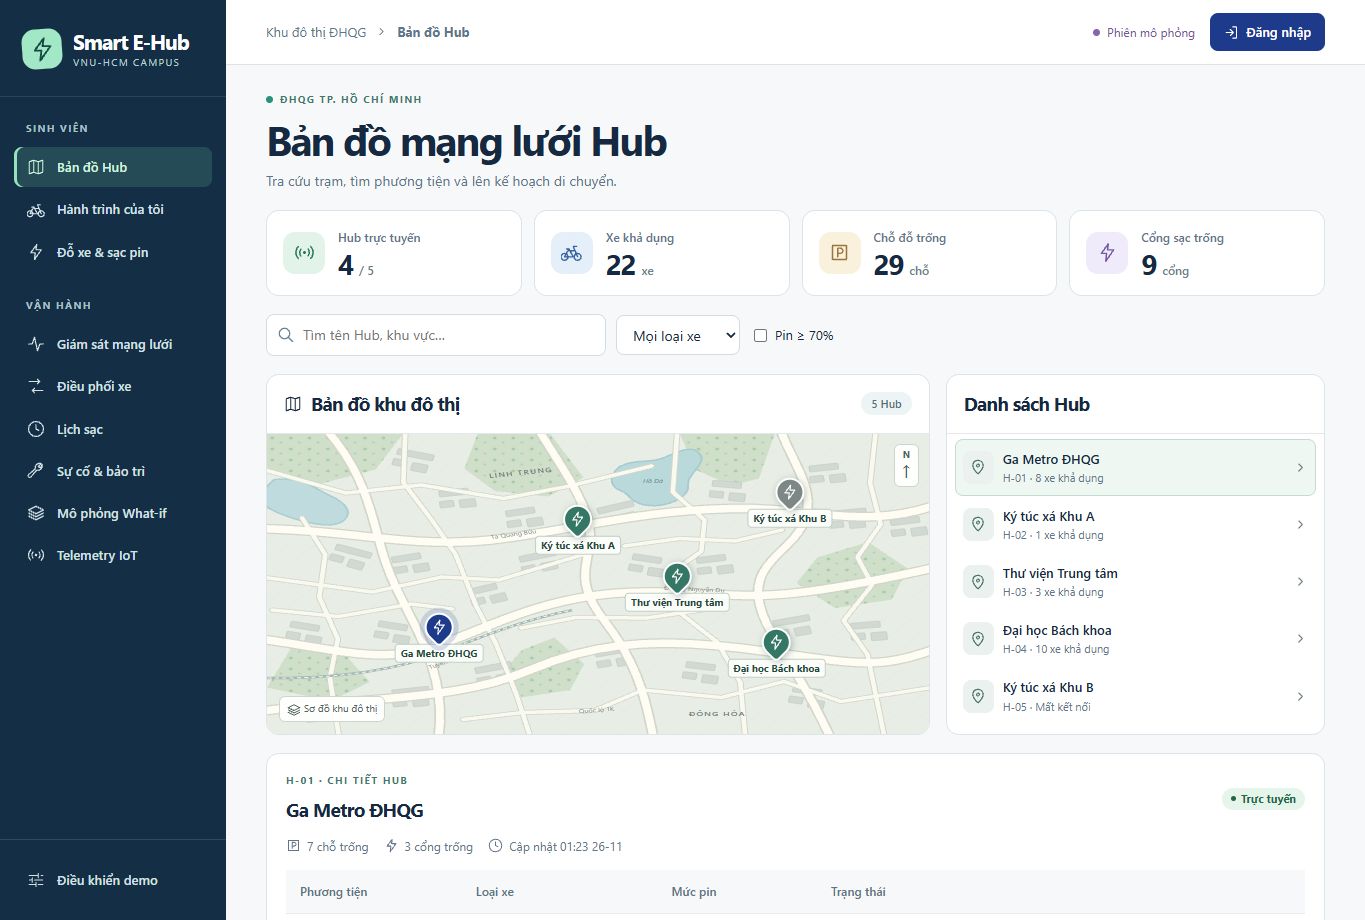 Smart E-Hub
VNU-HCM CAMPUS
SINH VIÊN
Bản đồ Hub
Hành trình của tôi
Đỗ xe & sạc pin
VẬN HÀNH
Giám sát mạng lưới
Điều phối xe
Lịch sạc
Sự cố & bảo trì
Mô phỏng What-if
Telemetry IoT
Điều khiển demo
Khu đô thị ĐHQG > Bản đồ Hub
Phiên mô phỏng
Đăng nhập
ĐHQG TP. HỒ CHÍ MINH
Bản đồ mạng lưới Hub
Tra cứu trạm, tìm phương tiện và lên kế hoạch di chuyển.
Hub trực tuyến
4 / 5
Xe khả dụng
22 xe
Chỗ đỗ trống
29 chỗ
Cổng sạc trống
9 cổng
Tìm tên Hub, khu vực...
Mọi loại xe
Pin ≥ 70%
Bản đồ khu đô thị
5 Hub
LINH TRUNG
Hồ Đá
N
Ký túc xá Khu B
Tạ Quang Bửu
Ký túc xá Khu A
Nguyễn Du
Thư viện Trung tâm
Ga Metro ĐHQG
Đại học Bách khoa
Sơ đồ khu đô thị
Quốc lộ 1K
ĐÔNG HÒA
Danh sách Hub
Ga Metro ĐHQG
H-01 · 8 xe khả dụng
Ký túc xá Khu A
H-02 · 1 xe khả dụng
Thư viện Trung tâm
H-03 · 3 xe khả dụng
Đại học Bách khoa
H-04 · 10 xe khả dụng
Ký túc xá Khu B
H-05 · Mất kết nối
H-01 · CHI TIẾT HUB
Ga Metro ĐHQG
Trực tuyến
7 chỗ trống
3 cổng trống
Cập nhật 01:23 26-11
Phương tiện
Loại xe
Mức pin
Trạng thái